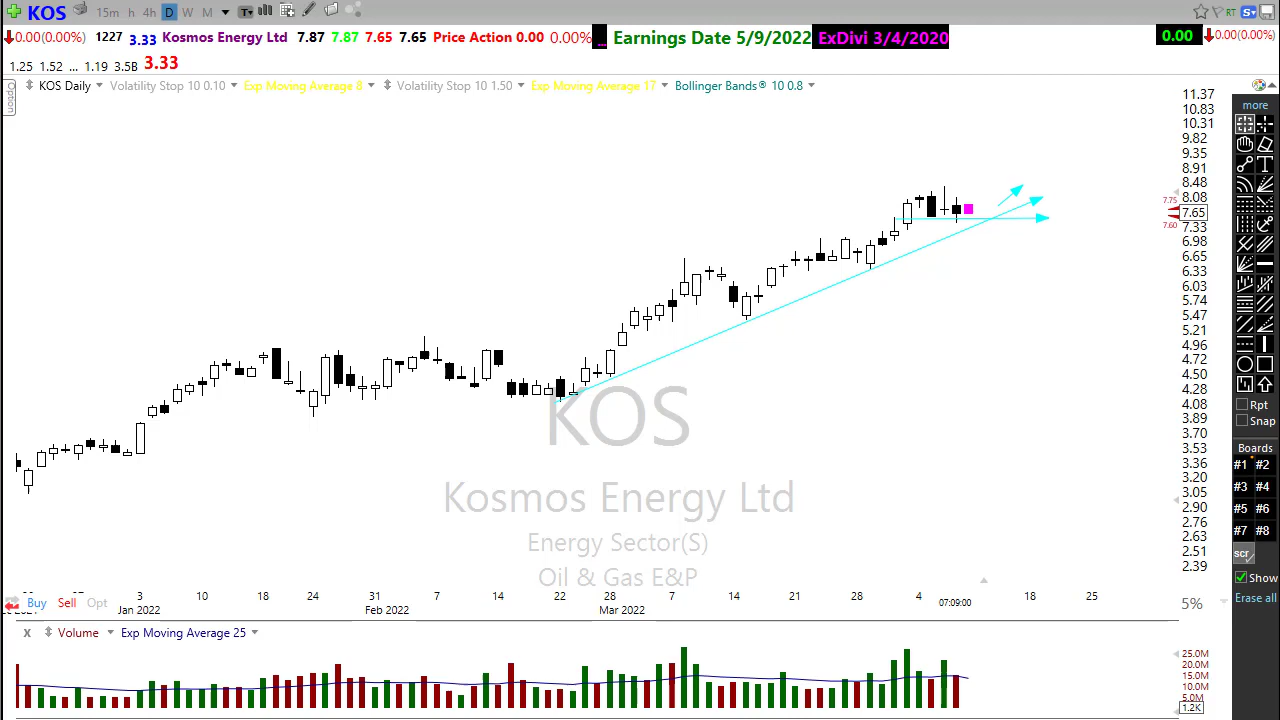 KOS 15m h 4h D W M T RT S
0.00(0.00%) 1227 3.33 Kosmos Energy Ltd 7.87 7.87 7.65 7.65 Price Action 0.00 0.00% Earnings Date 5/9/2022 ExDivi 3/4/2020 0.00 0.00(0.00%)
1.25 1.52 ... 1.19 3.5B 3.33
Option
KOS Daily Volatility Stop 10 0.10 Exp Moving Average 8 Volatility Stop 10 1.50 Exp Moving Average 17 Bollinger Bands® 10 0.8
11.37
10.83
10.31
9.82
9.35
8.91
8.48
8.08
7.75
7.65
7.60
7.33
6.98
6.65
6.33
6.03
5.74
5.47
5.21
4.96
4.72
4.50
4.28
4.08
3.89
3.70
3.53
3.36
3.20
3.05
2.90
2.76
2.63
2.51
2.39
more
T
Rpt
Snap
Boards
#1 #2
#3 #4
#5 #6
#7 #8
scr
Show
Erase all
KOS
Kosmos Energy Ltd
Energy Sector(S)
Oil & Gas E&P
3 10 18 24 31 7 14 22 28 7 14 21 28 4 18 25
Buy Sell Opt Jan 2022 Feb 2022 Mar 2022 07:09:00 5%
X Volume Exp Moving Average 25
25.0M
20.0M
15.0M
10.0M
5.0M
1.2K